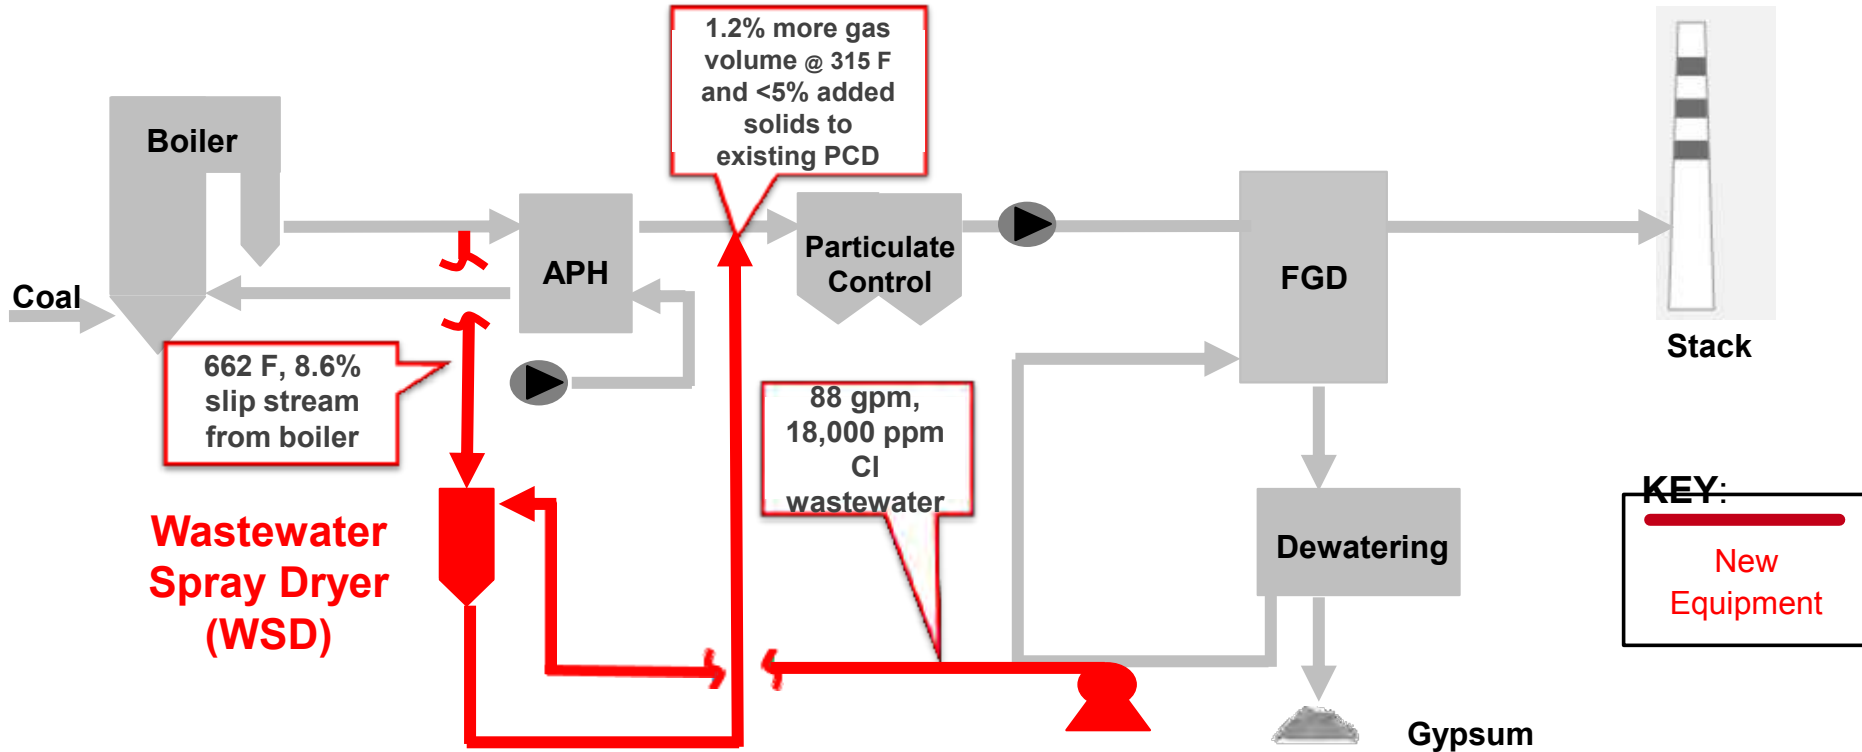 1.2% more gas
volume @ 315 F
and <5% added
solids to
existing PCD
Boiler
Particulate
Control
APH
FGD
Coal
Stack
662 F, 8.6%
slip stream
from boiler
88 gpm,
18,000 ppm
Cl
wastewater
KEY:
New
Equipment
Wastewater
Spray Dryer
(WSD)
Dewatering
Gypsum